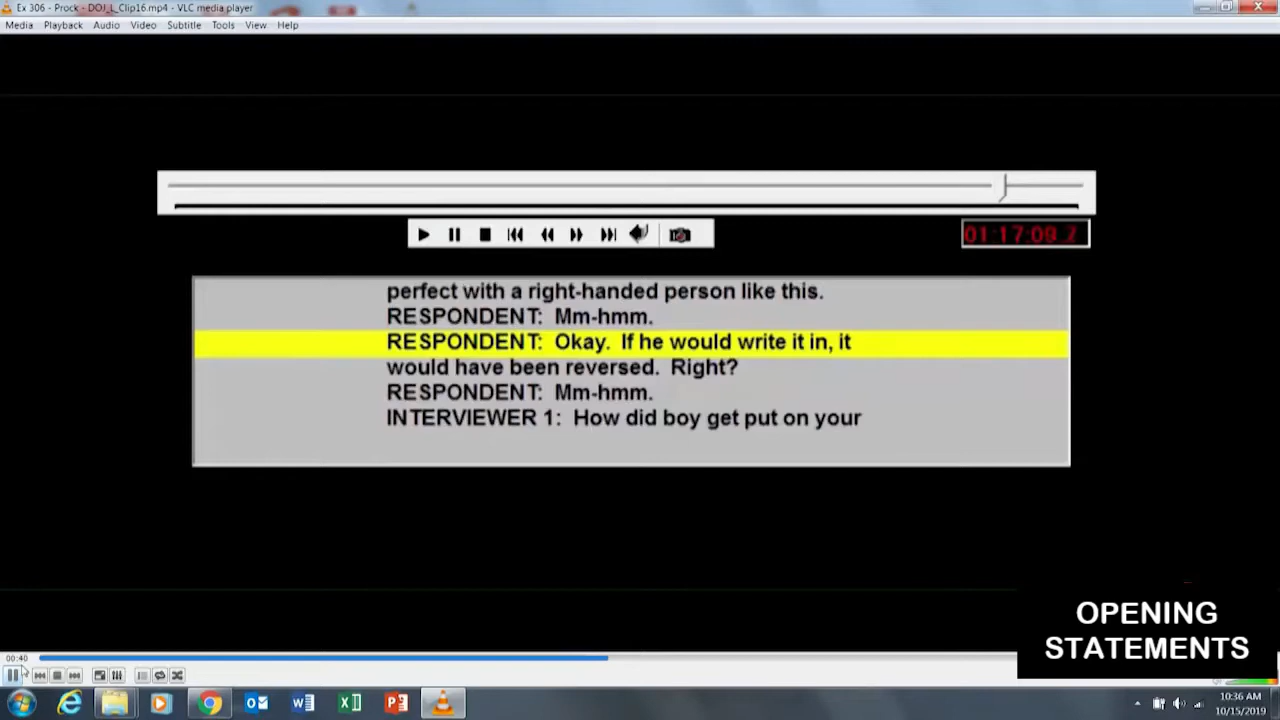 Ex 306 - Prock - DOJ_L_Clip16.mp4 - VLC media player
Media Playback Audio Video Subtitle Tools View Help
perfect with a right-handed person like this.
RESPONDENT: Mm-hmm.
RESPONDENT: Okay. If he would write it in, it
would have been reversed. Right?
RESPONDENT: Mm-hmm.
INTERVIEWER 1: How did boy get put on your
OPENING
STATEMENTS
00:40
10:36 AM
10/15/2019